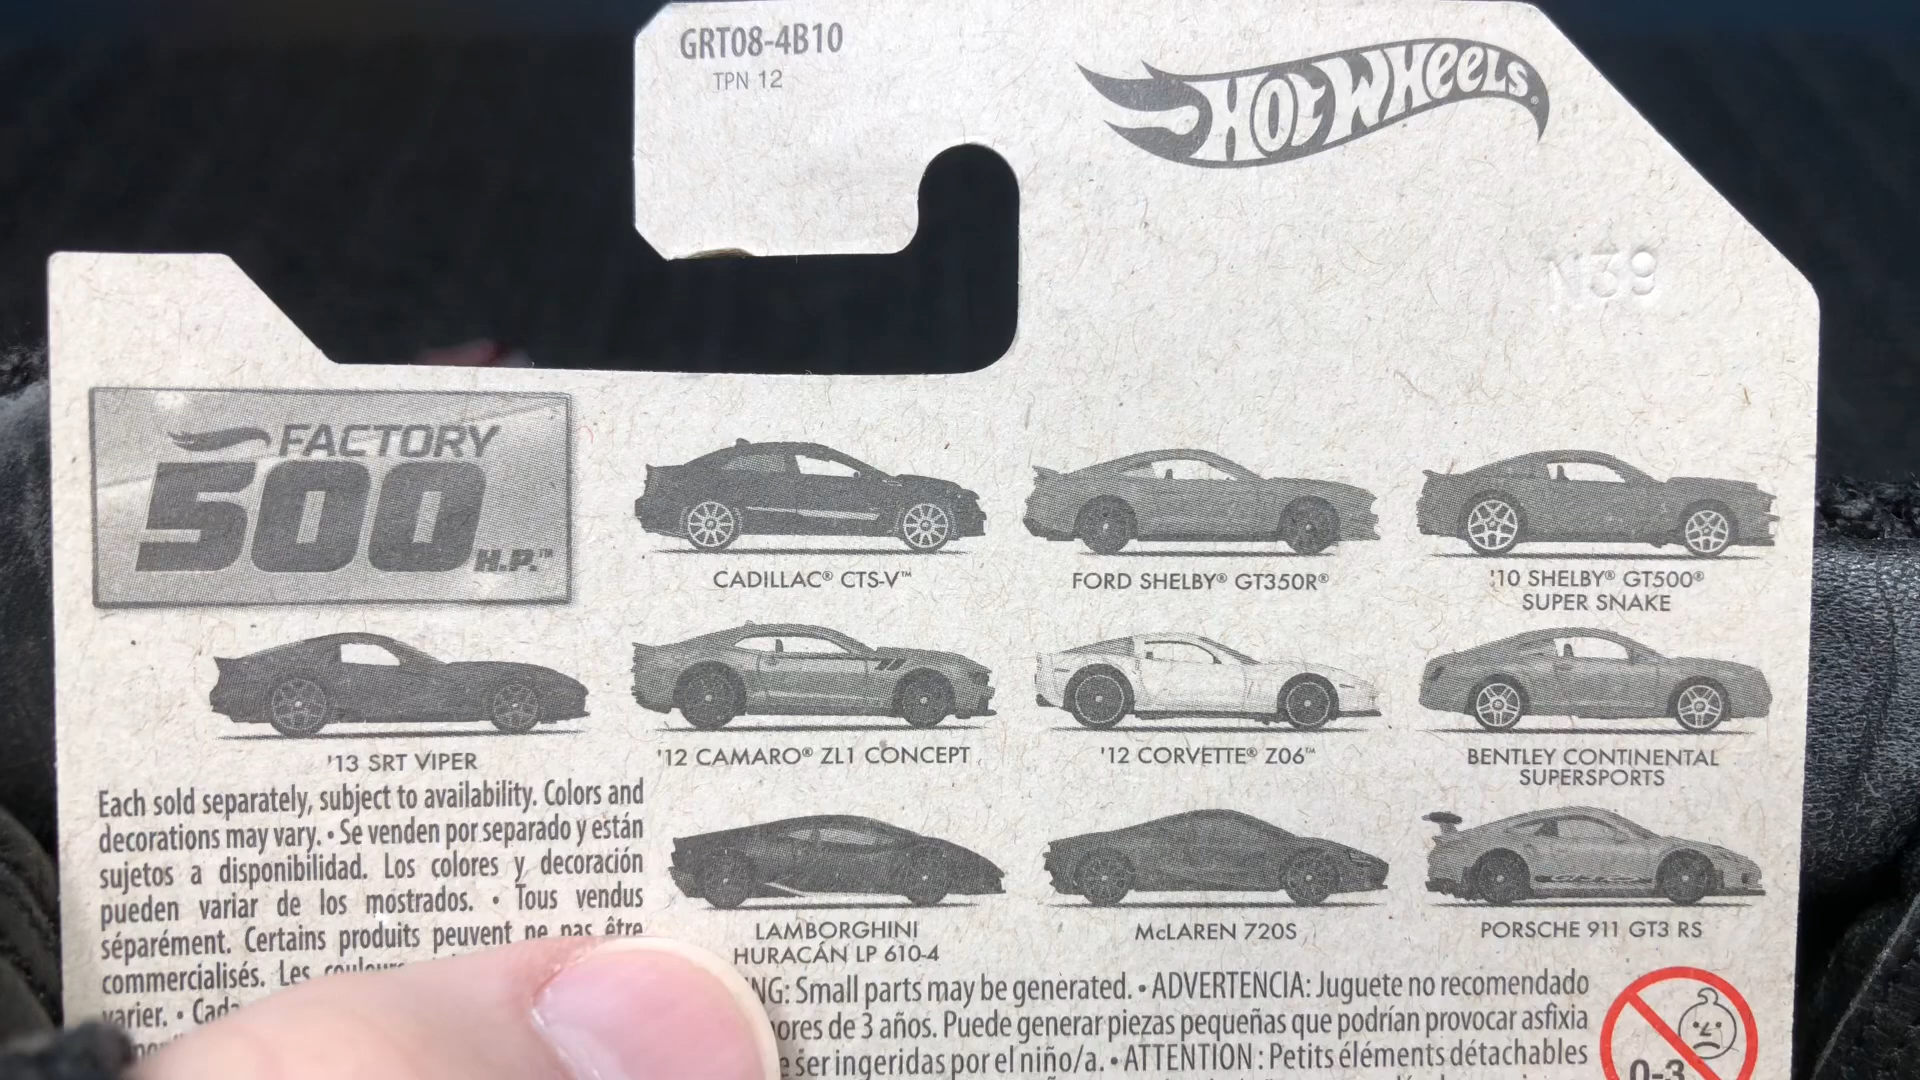 GRT08-4B10
TPN 12
HOT WHEELS®
N39
FACTORY
500
H.P.™
CADILLAC® CTS-V™
FORD SHELBY® GT350R®
'10 SHELBY® GT500®
SUPER SNAKE
'13 SRT VIPER
'12 CAMARO® ZL1 CONCEPT
'12 CORVETTE® Z06™
BENTLEY CONTINENTAL
SUPERSPORTS
LAMBORGHINI
HURACÁN LP 610-4
McLAREN 720S
PORSCHE 911 GT3 RS
Each sold separately, subject to availability. Colors and
decorations may vary. • Se venden por separado y están
sujetos a disponibilidad. Los colores y decoración
pueden variar de los mostrados. • Tous vendus
séparément. Certains produits peuvent ne pas être
commercialisés. Les
varier. •
NG: Small parts may be generated. • ADVERTENCIA: Juguete no recomendado
ores de 3 años. Puede generar piezas pequeñas que podrían provocar asfixia
ser ingeridas por el niño/a. • ATTENTION : Petits éléments détachables
0-3